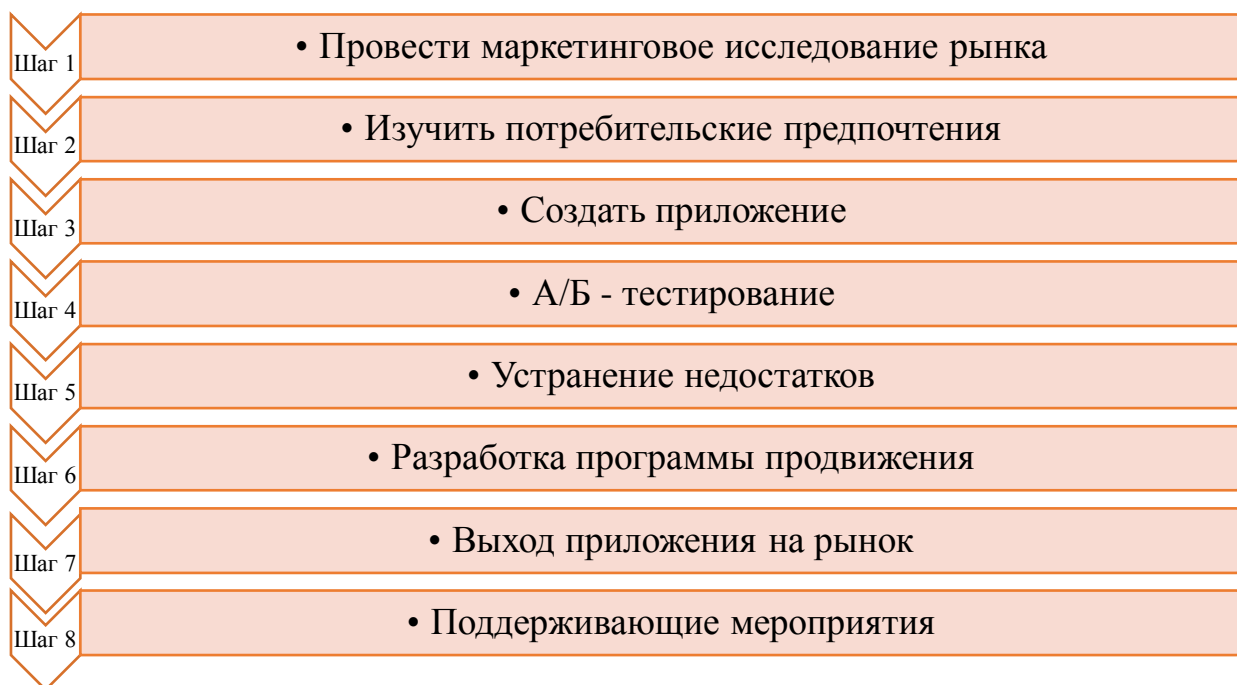 Шаг 1
• Провести маркетинговое исследование рынка
Шаг 2
• Изучить потребительские предпочтения
Шаг 3
• Создать приложение
Шаг 4
• А/Б - тестирование
Шаг 5
• Устранение недостатков
Шаг 6
• Разработка программы продвижения
Шаг 7
• Выход приложения на рынок
Шаг 8
• Поддерживающие мероприятия